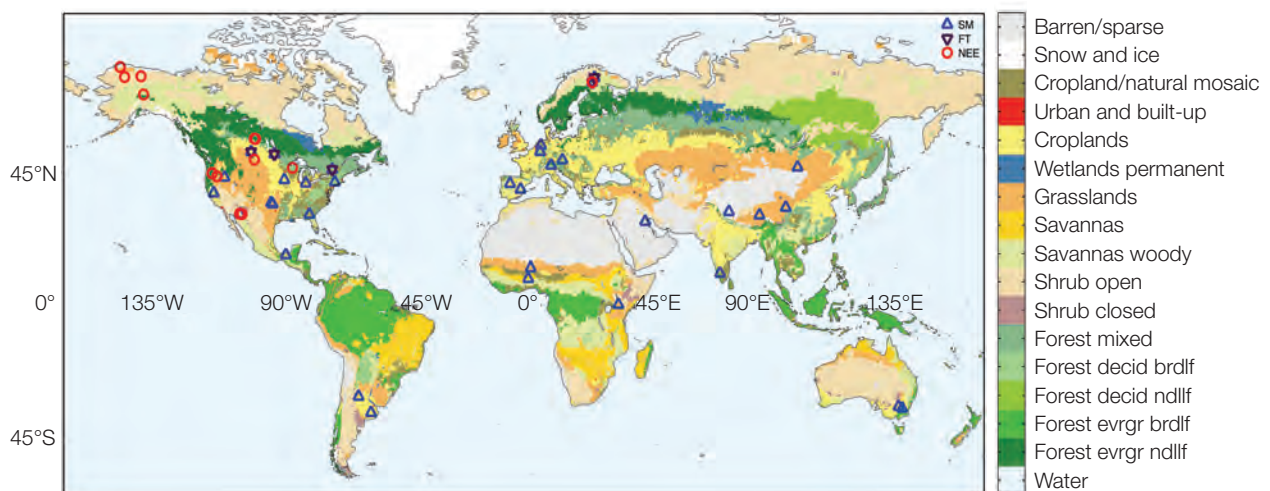 SM
FT
NEE
45°N
0°
135°W
90°W
45°W
0°
45°E
90°E
135°E
45°S
Barren/sparse
Snow and ice
Cropland/natural mosaic
Urban and built-up
Croplands
Wetlands permanent
Grasslands
Savannas
Savannas woody
Shrub open
Shrub closed
Forest mixed
Forest decid brdlf
Forest decid ndllf
Forest evrgr brdlf
Forest evrgr ndllf
Water